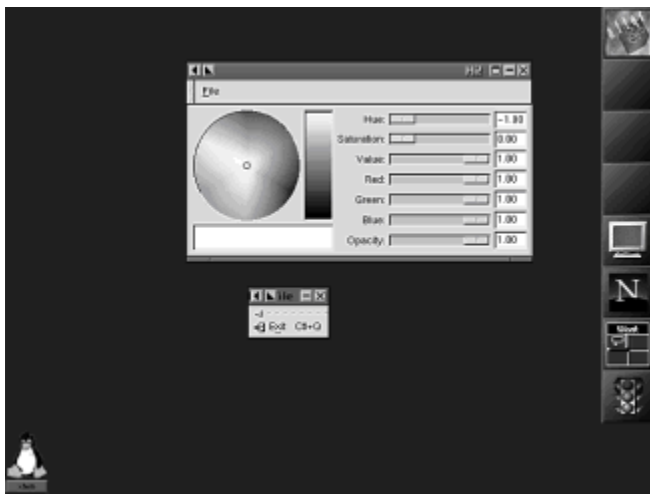 File
Hue: -1.00
Saturation: 0.00
Value: 1.00
Red: 1.00
Green: 1.00
Blue: 1.00
Opacity: 1.00
Exit Ctl+Q
N